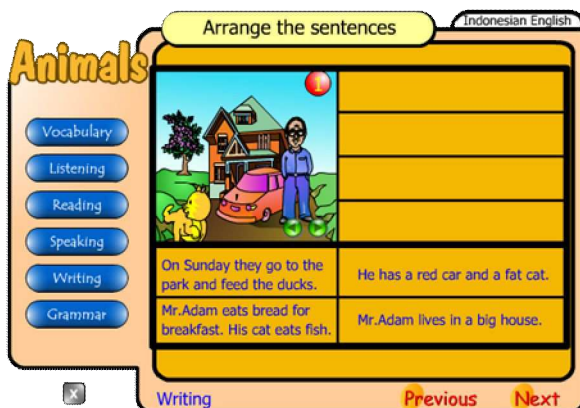 Arrange the sentences
Indonesian English
Animals
Vocabulary
Listening
Reading
Speaking
Writing
Grammar
X
1
On Sunday they go to the
park and feed the ducks.
He has a red car and a fat cat.
Mr.Adam eats bread for
breakfast. His cat eats fish.
Mr.Adam lives in a big house.
Writing
Previous
Next